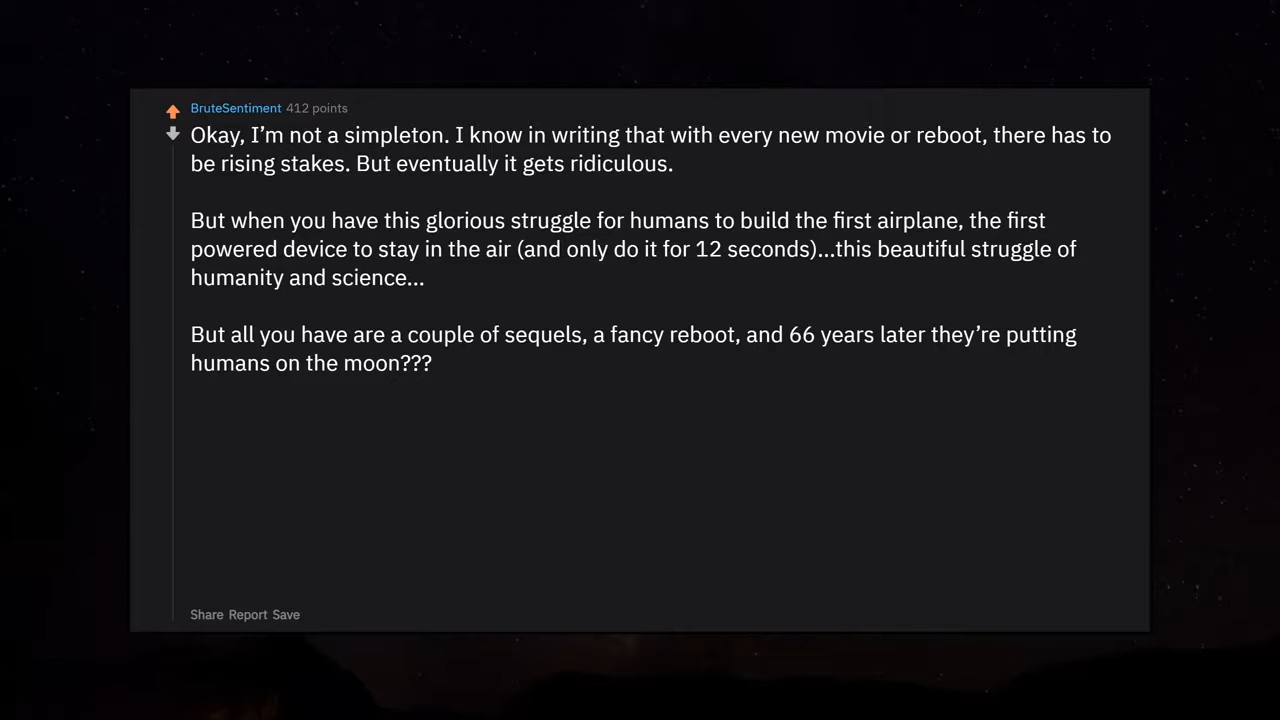 BruteSentiment 412 points
Okay, I’m not a simpleton. I know in writing that with every new movie or reboot, there has to
be rising stakes. But eventually it gets ridiculous.
But when you have this glorious struggle for humans to build the first airplane, the first
powered device to stay in the air (and only do it for 12 seconds)...this beautiful struggle of
humanity and science...
But all you have are a couple of sequels, a fancy reboot, and 66 years later they’re putting
humans on the moon???
Share Report Save